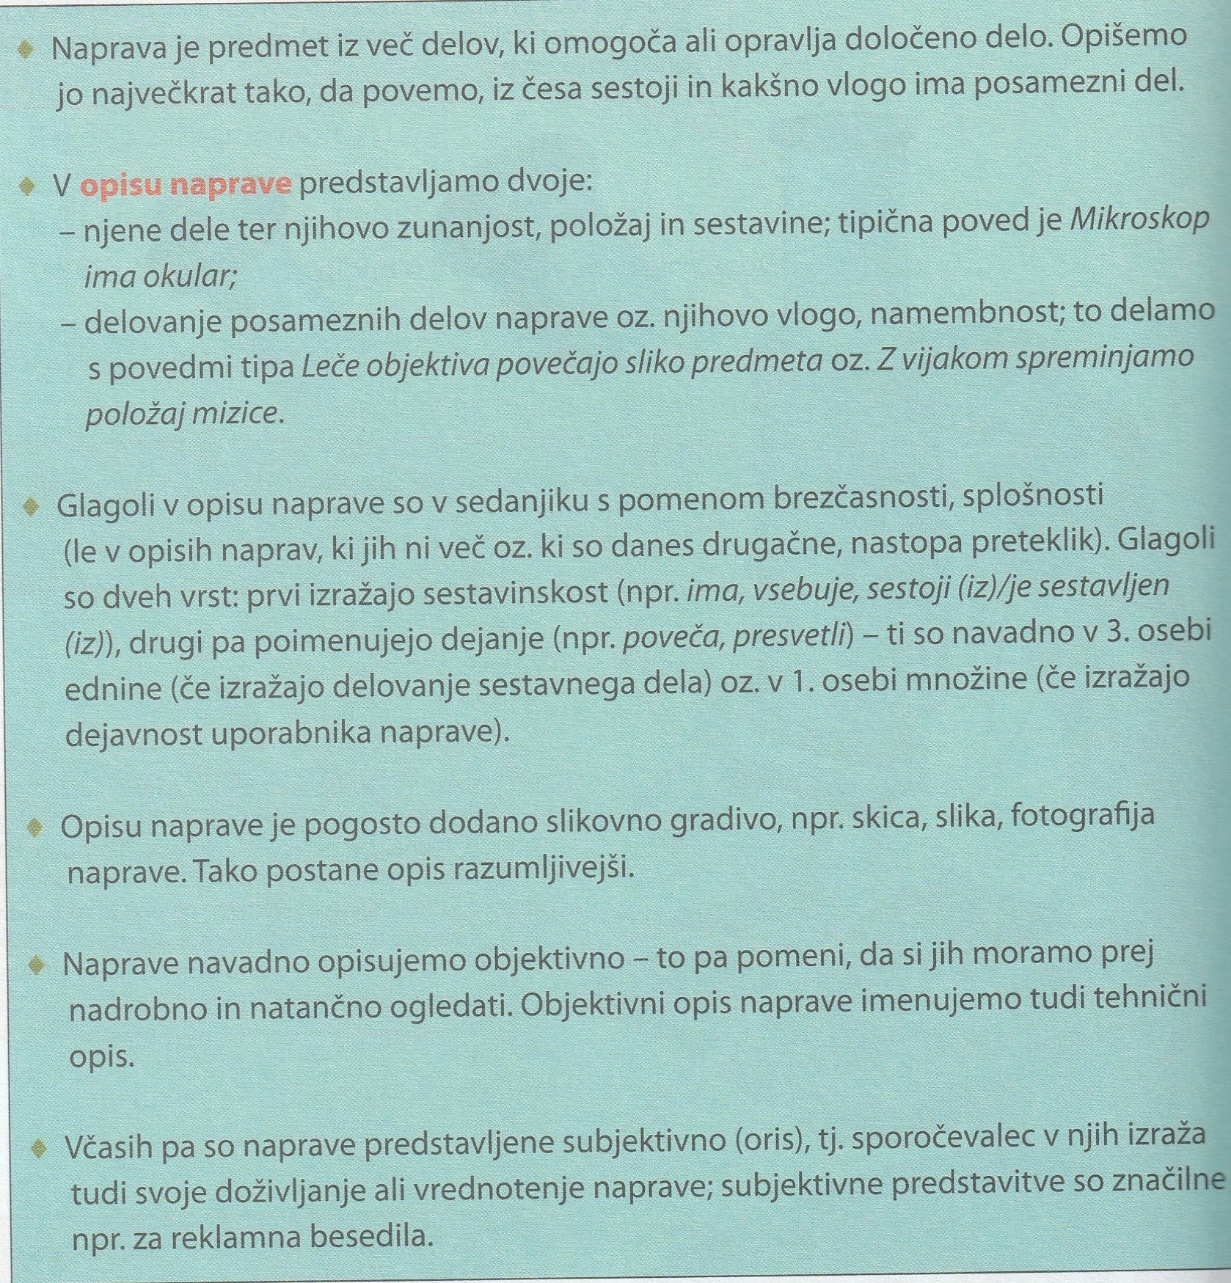 Naprava je predmet iz več delov, ki omogoča ali opravlja določeno delo. Opišemo
jo največkrat tako, da povemo, iz česa sestoji in kakšno vlogo ima posamezni del.
V opisu naprave predstavljamo dvoje:
– njene dele ter njihovo zunanjost, položaj in sestavine; tipična poved je Mikroskop
ima okular;
– delovanje posameznih delov naprave oz. njihovo vlogo, namembnost; to delamo
s povedmi tipa Leče objektiva povečajo sliko predmeta oz. Z vijakom spreminjamo
položaj mizice.
Glagoli v opisu naprave so v sedanjiku s pomenom brezčasnosti, splošnosti
(le v opisih naprav, ki jih ni več oz. ki so danes drugačne, nastopa preteklik). Glagoli
so dveh vrst: prvi izražajo sestavinskost (npr. ima, vsebuje, sestoji (iz)/je sestavljen
(iz)), drugi pa poimenujejo dejanje (npr. poveča, presvetli) – ti so navadno v 3. osebi
ednine (če izražajo delovanje sestavnega dela) oz. v 1. osebi množine (če izražajo
dejavnost uporabnika naprave).
Opisu naprave je pogosto dodano slikovno gradivo, npr. skica, slika, fotografija
naprave. Tako postane opis razumljivejši.
Naprave navadno opisujemo objektivno – to pa pomeni, da si jih moramo prej
nadrobno in natančno ogledati. Objektivni opis naprave imenujemo tudi tehnični
opis.
Včasih pa so naprave predstavljene subjektivno (oris), tj. sporočevalec v njih izraža
tudi svoje doživljanje ali vrednotenje naprave; subjektivne predstavitve so značilne
npr. za reklamna besedila.